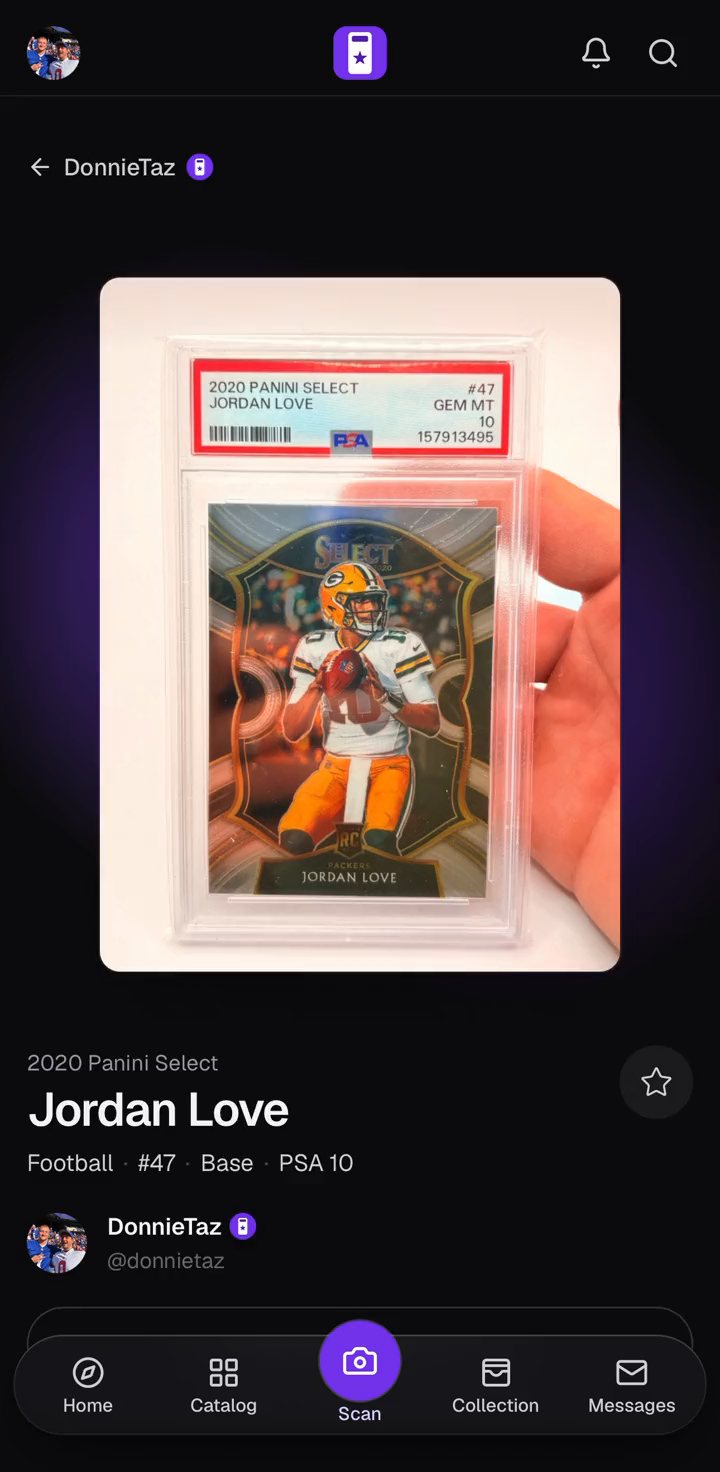 DonnieTaz
2020 PANINI SELECT #47
JORDAN LOVE GEM MT
10
PSA 157913495
SELECT
2020
10
RC
PACKERS
JORDAN LOVE
2020 Panini Select
Jordan Love
Football · #47 · Base · PSA 10
DonnieTaz
@donnietaz
Home Catalog Scan Collection Messages